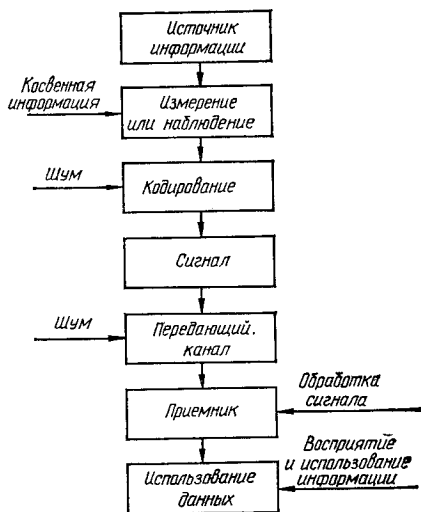 Источник
информации
Косвенная
информация
Измерение
или наблюдение
Шум
Кодирование
Сигнал
Шум
Передающий.
канал
Обработка
сигнала
Приемник
Восприятие
и использование
информации
Использование
данных